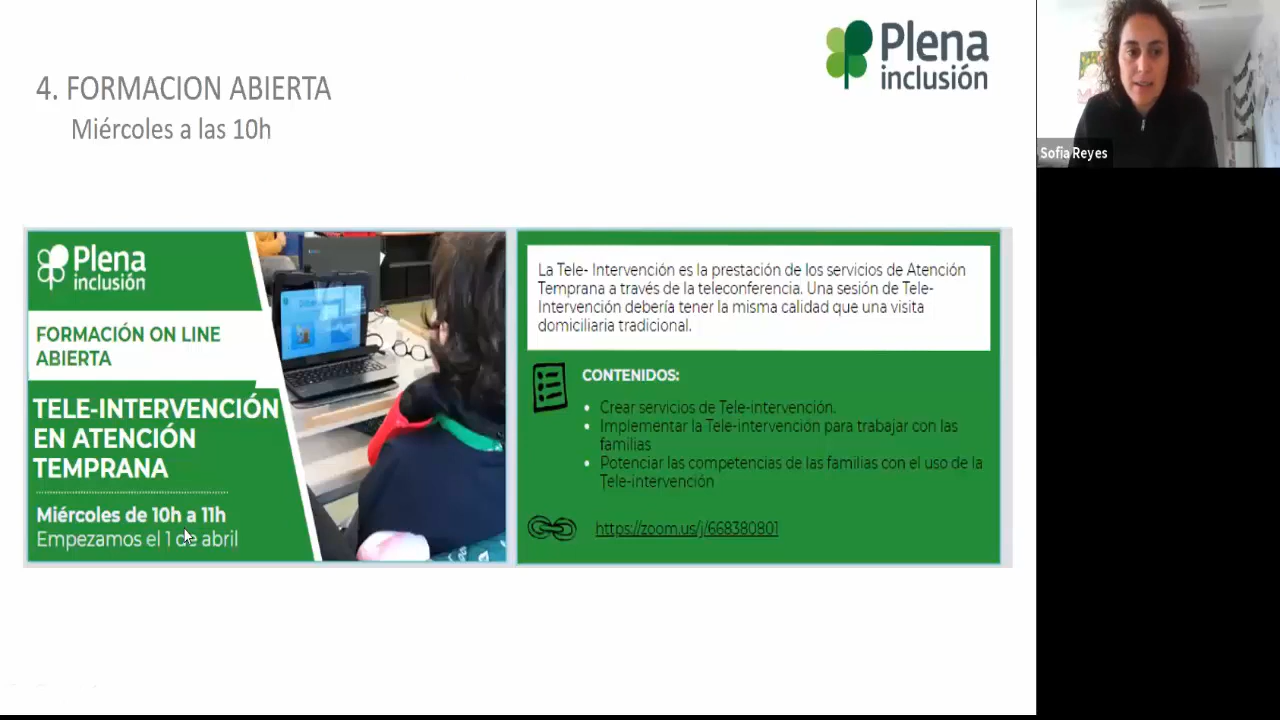 Plena
inclusión
4. FORMACION ABIERTA
Miércoles a las 10h
Sofia Reyes
Plena
inclusión
FORMACIÓN ON LINE
ABIERTA
TELE-INTERVENCIÓN
EN ATENCIÓN
TEMPRANA
Miércoles de 10h a 11h
Empezamos el 1 de abril
La Tele- Intervención es la prestación de los servicios de Atención
Temprana a través de la teleconferencia. Una sesión de Tele-
Intervención debería tener la misma calidad que una visita
domiciliaria tradicional.
CONTENIDOS:
• Crear servicios de Tele-intervención.
• Implementar la Tele-intervención para trabajar con las
familias
• Potenciar las competencias de las familias con el uso de la
Tele-intervención
https://zoom.us/j/668380801